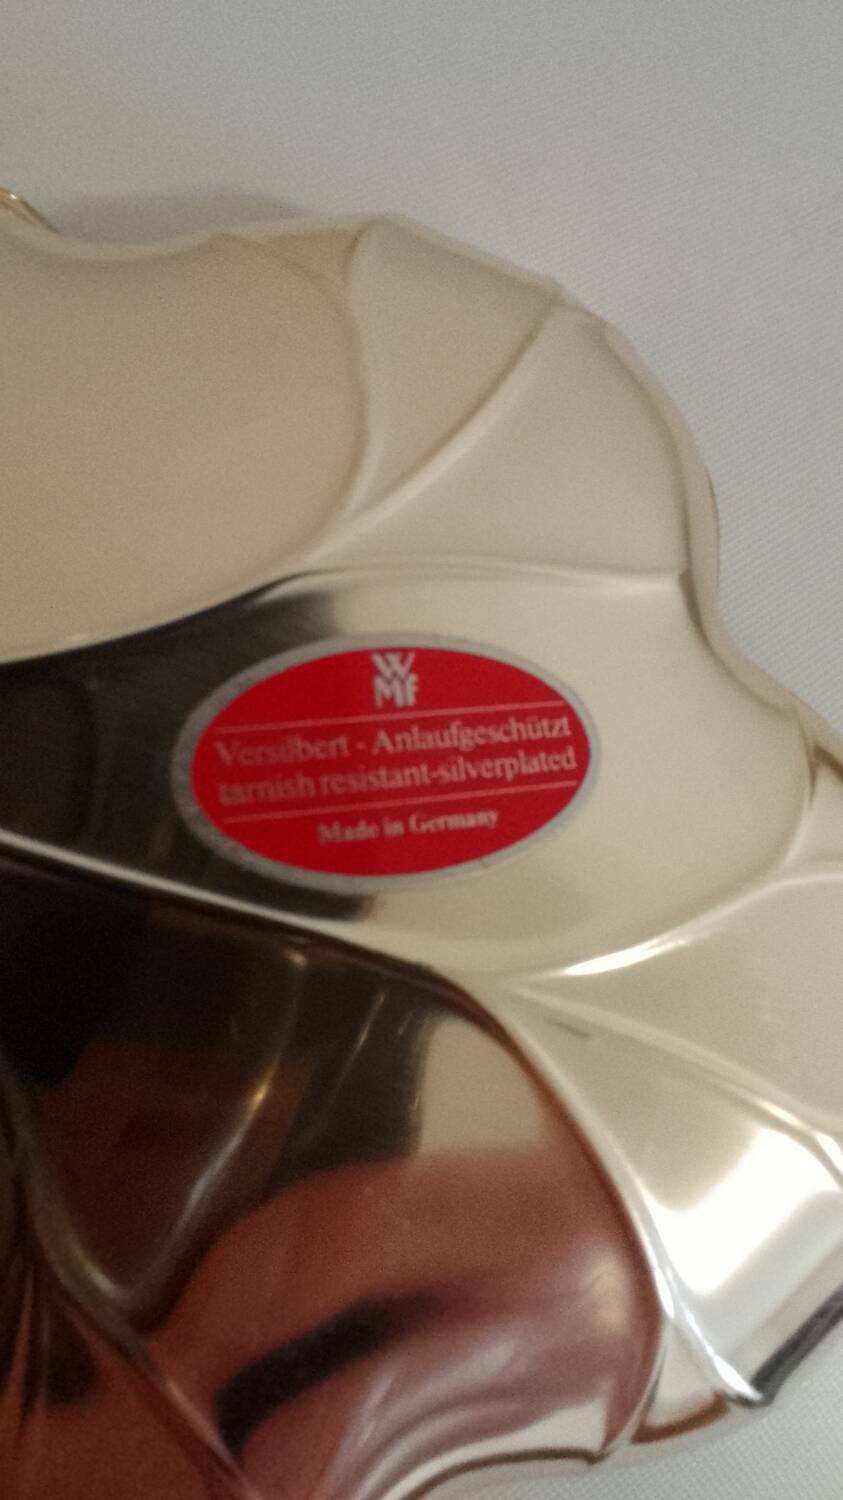 WMF
Versilbert - Anlaufgeschützt
tarnish resistant-silverplated
Made in Germany